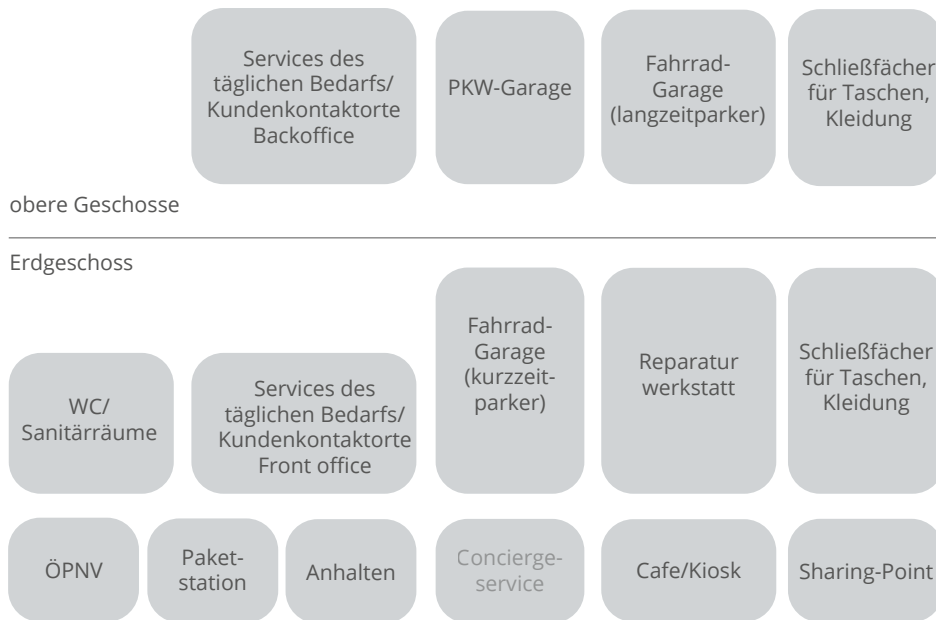 Services des
täglichen Bedarfs/
Kundenkontaktorte
Backoffice
PKW-Garage
Fahrrad-
Garage
(langzeitparker)
Schließfächer
für Taschen,
Kleidung
obere Geschosse
Erdgeschoss
WC/
Sanitärräume
Services des
täglichen Bedarfs/
Kundenkontaktorte
Front office
Fahrrad-
Garage
(kurzzeit-
parker)
Reparatur
werkstatt
Schließfächer
für Taschen,
Kleidung
ÖPNV
Paket-
station
Anhalten
Concierge-
service
Cafe/Kiosk
Sharing-Point